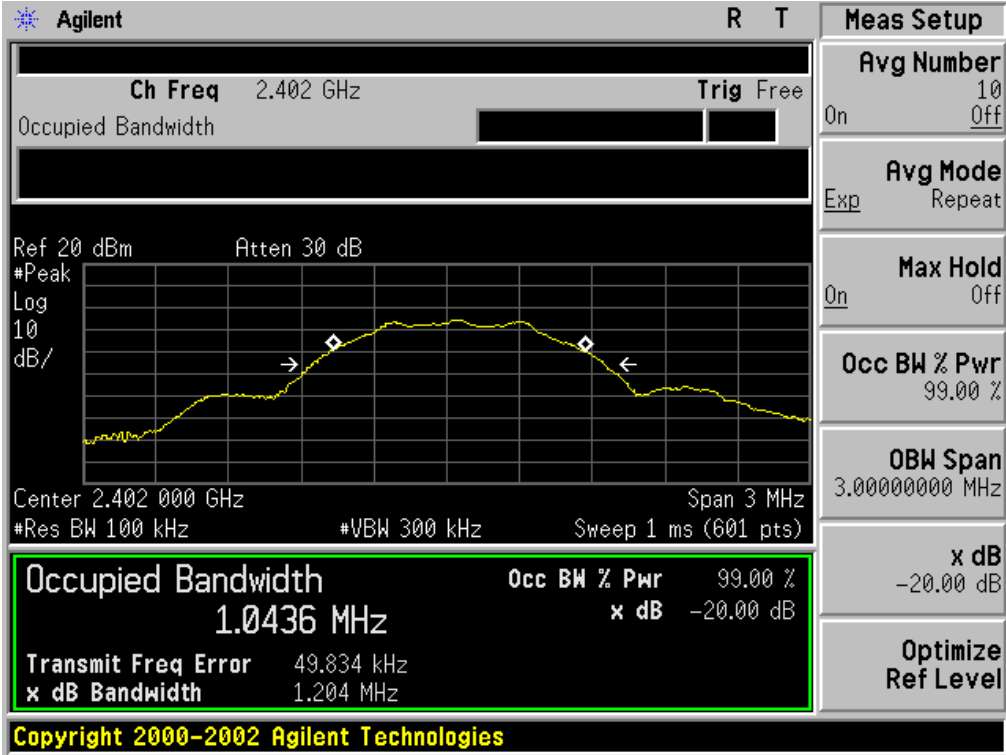 Agilent R T
Ch Freq 2.402 GHz Trig Free
Occupied Bandwidth
Ref 20 dBm Atten 30 dB
#Peak
Log
10
dB/
Center 2.402 000 GHz Span 3 MHz
#Res BW 100 kHz #VBW 300 kHz Sweep 1 ms (601 pts)
Occupied Bandwidth Occ BW % Pwr 99.00 %
1.0436 MHz x dB -20.00 dB
Transmit Freq Error 49.834 kHz
x dB Bandwidth 1.204 MHz
Copyright 2000-2002 Agilent Technologies
Meas Setup
Avg Number
10
On Off
Avg Mode
Exp Repeat
Max Hold
On Off
Occ BW % Pwr
99.00 %
OBW Span
3.00000000 MHz
x dB
-20.00 dB
Optimize
Ref Level